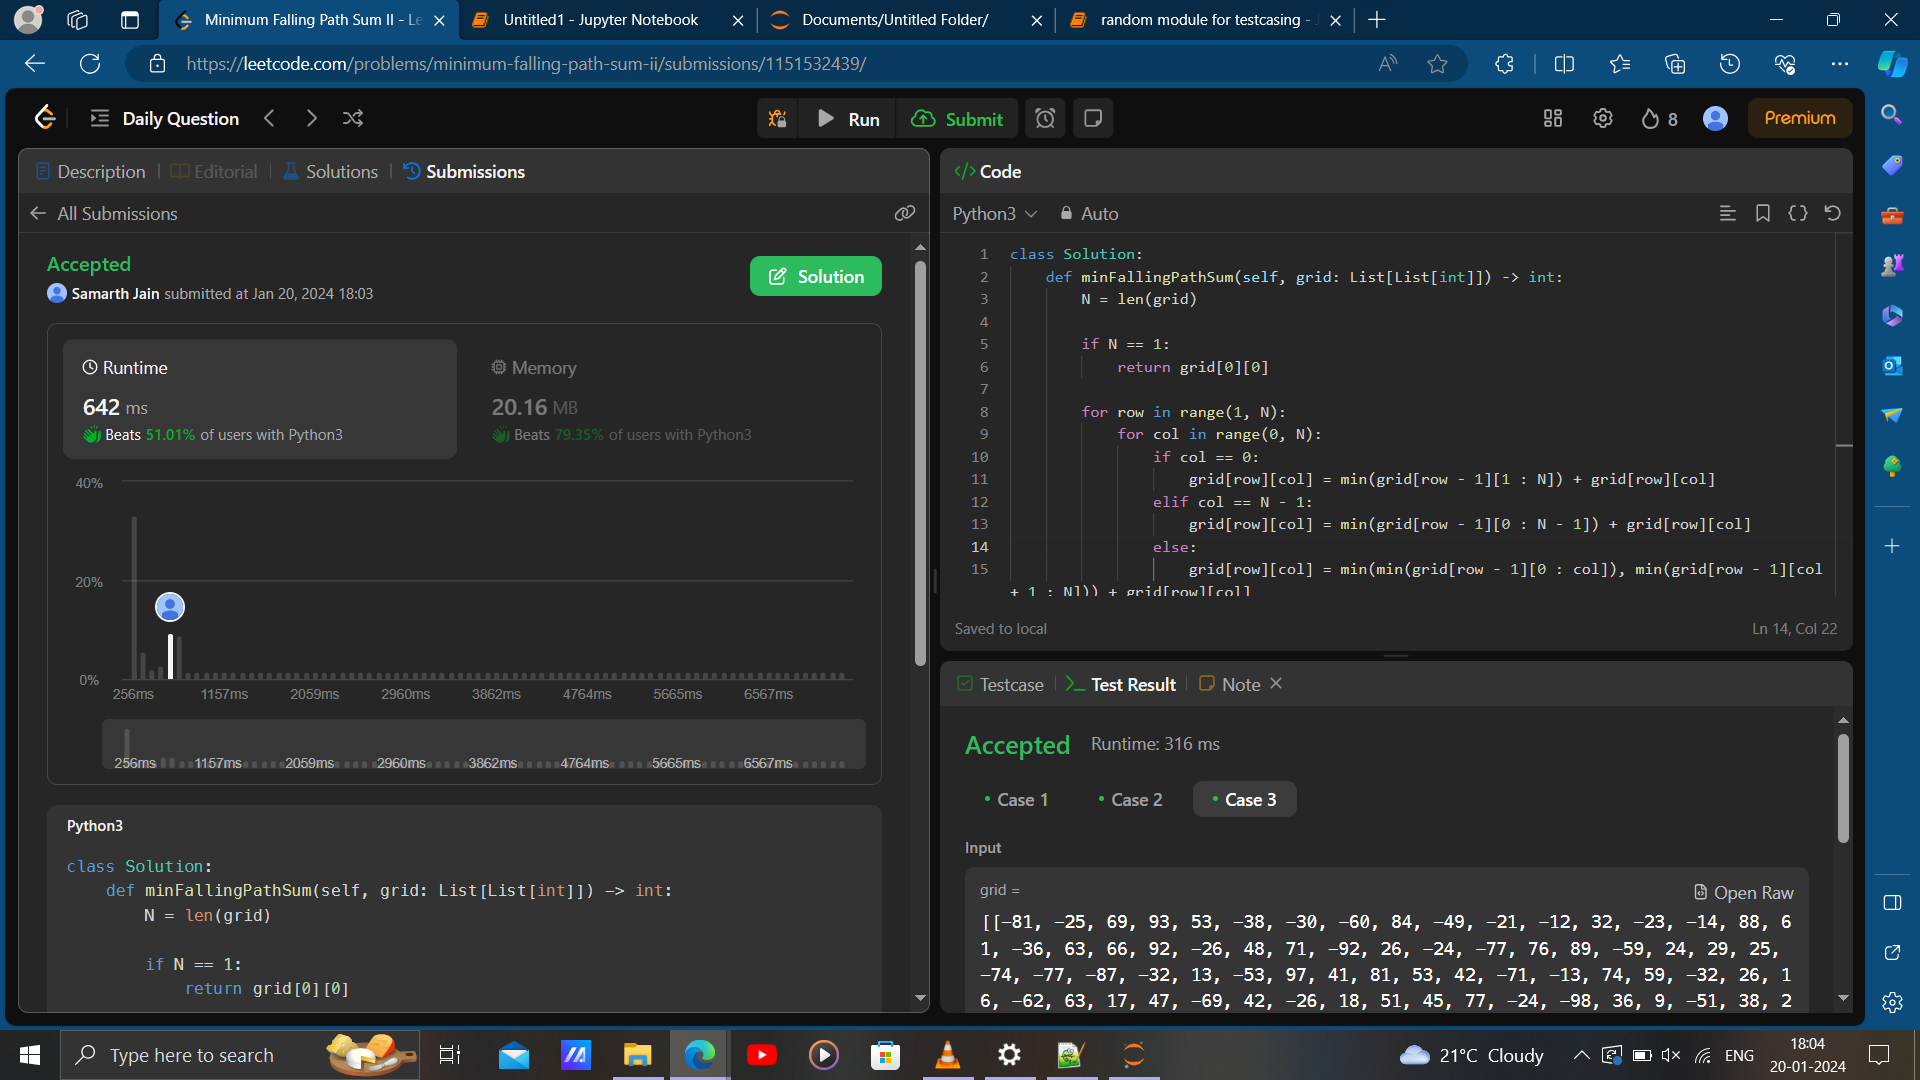 Minimum Falling Path Sum II - Le
Untitled1 - Jupyter Notebook
Documents/Untitled Folder/
random module for testcasing -
https://leetcode.com/problems/minimum-falling-path-sum-ii/submissions/1151532439/
Daily Question
Run
Submit
8
Premium
Description
Editorial
Solutions
Submissions
All Submissions
Accepted
Samarth Jain submitted at Jan 20, 2024 18:03
Solution
Runtime
642 ms
Beats 51.01% of users with Python3
Memory
20.16 MB
Beats 79.35% of users with Python3
40%
20%
0%
256ms 1157ms 2059ms 2960ms 3862ms 4764ms 5665ms 6567ms
256ms 1157ms 2059ms 2960ms 3862ms 4764ms 5665ms 6567ms
Python3
class Solution:
    def minFallingPathSum(self, grid: List[List[int]]) -> int:
        N = len(grid)
        if N == 1:
            return grid[0][0]
</> Code
Python3
Auto
1 class Solution:
2     def minFallingPathSum(self, grid: List[List[int]]) -> int:
3         N = len(grid)
4
5         if N == 1:
6             return grid[0][0]
7
8         for row in range(1, N):
9             for col in range(0, N):
10                 if col == 0:
11                     grid[row][col] = min(grid[row - 1][1 : N]) + grid[row][col]
12                 elif col == N - 1:
13                     grid[row][col] = min(grid[row - 1][0 : N - 1]) + grid[row][col]
14                 else:
15                     grid[row][col] = min(min(grid[row - 1][0 : col]), min(grid[row - 1][col
+ 1 : N])) + grid[row][col]
Saved to local
Ln 14, Col 22
Testcase
Test Result
Note
Accepted
Runtime: 316 ms
Case 1
Case 2
Case 3
Input
grid =
Open Raw
[[-81, -25, 69, 93, 53, -38, -30, -60, 84, -49, -21, -12, 32, -23, -14, 88, 6
1, -36, 63, 66, 92, -26, 48, 71, -92, 26, -24, -77, 76, 89, -59, 24, 29, 25,
-74, -77, -87, -32, 13, -53, 97, 41, 81, 53, 42, -71, -13, 74, 59, -32, 26, 1
6, -62, 63, 17, 47, -69, 42, -26, 18, 51, 45, 77, -24, -98, 36, 9, -51, 38, 2
Type here to search
21°C Cloudy
ENG
18:04
20-01-2024